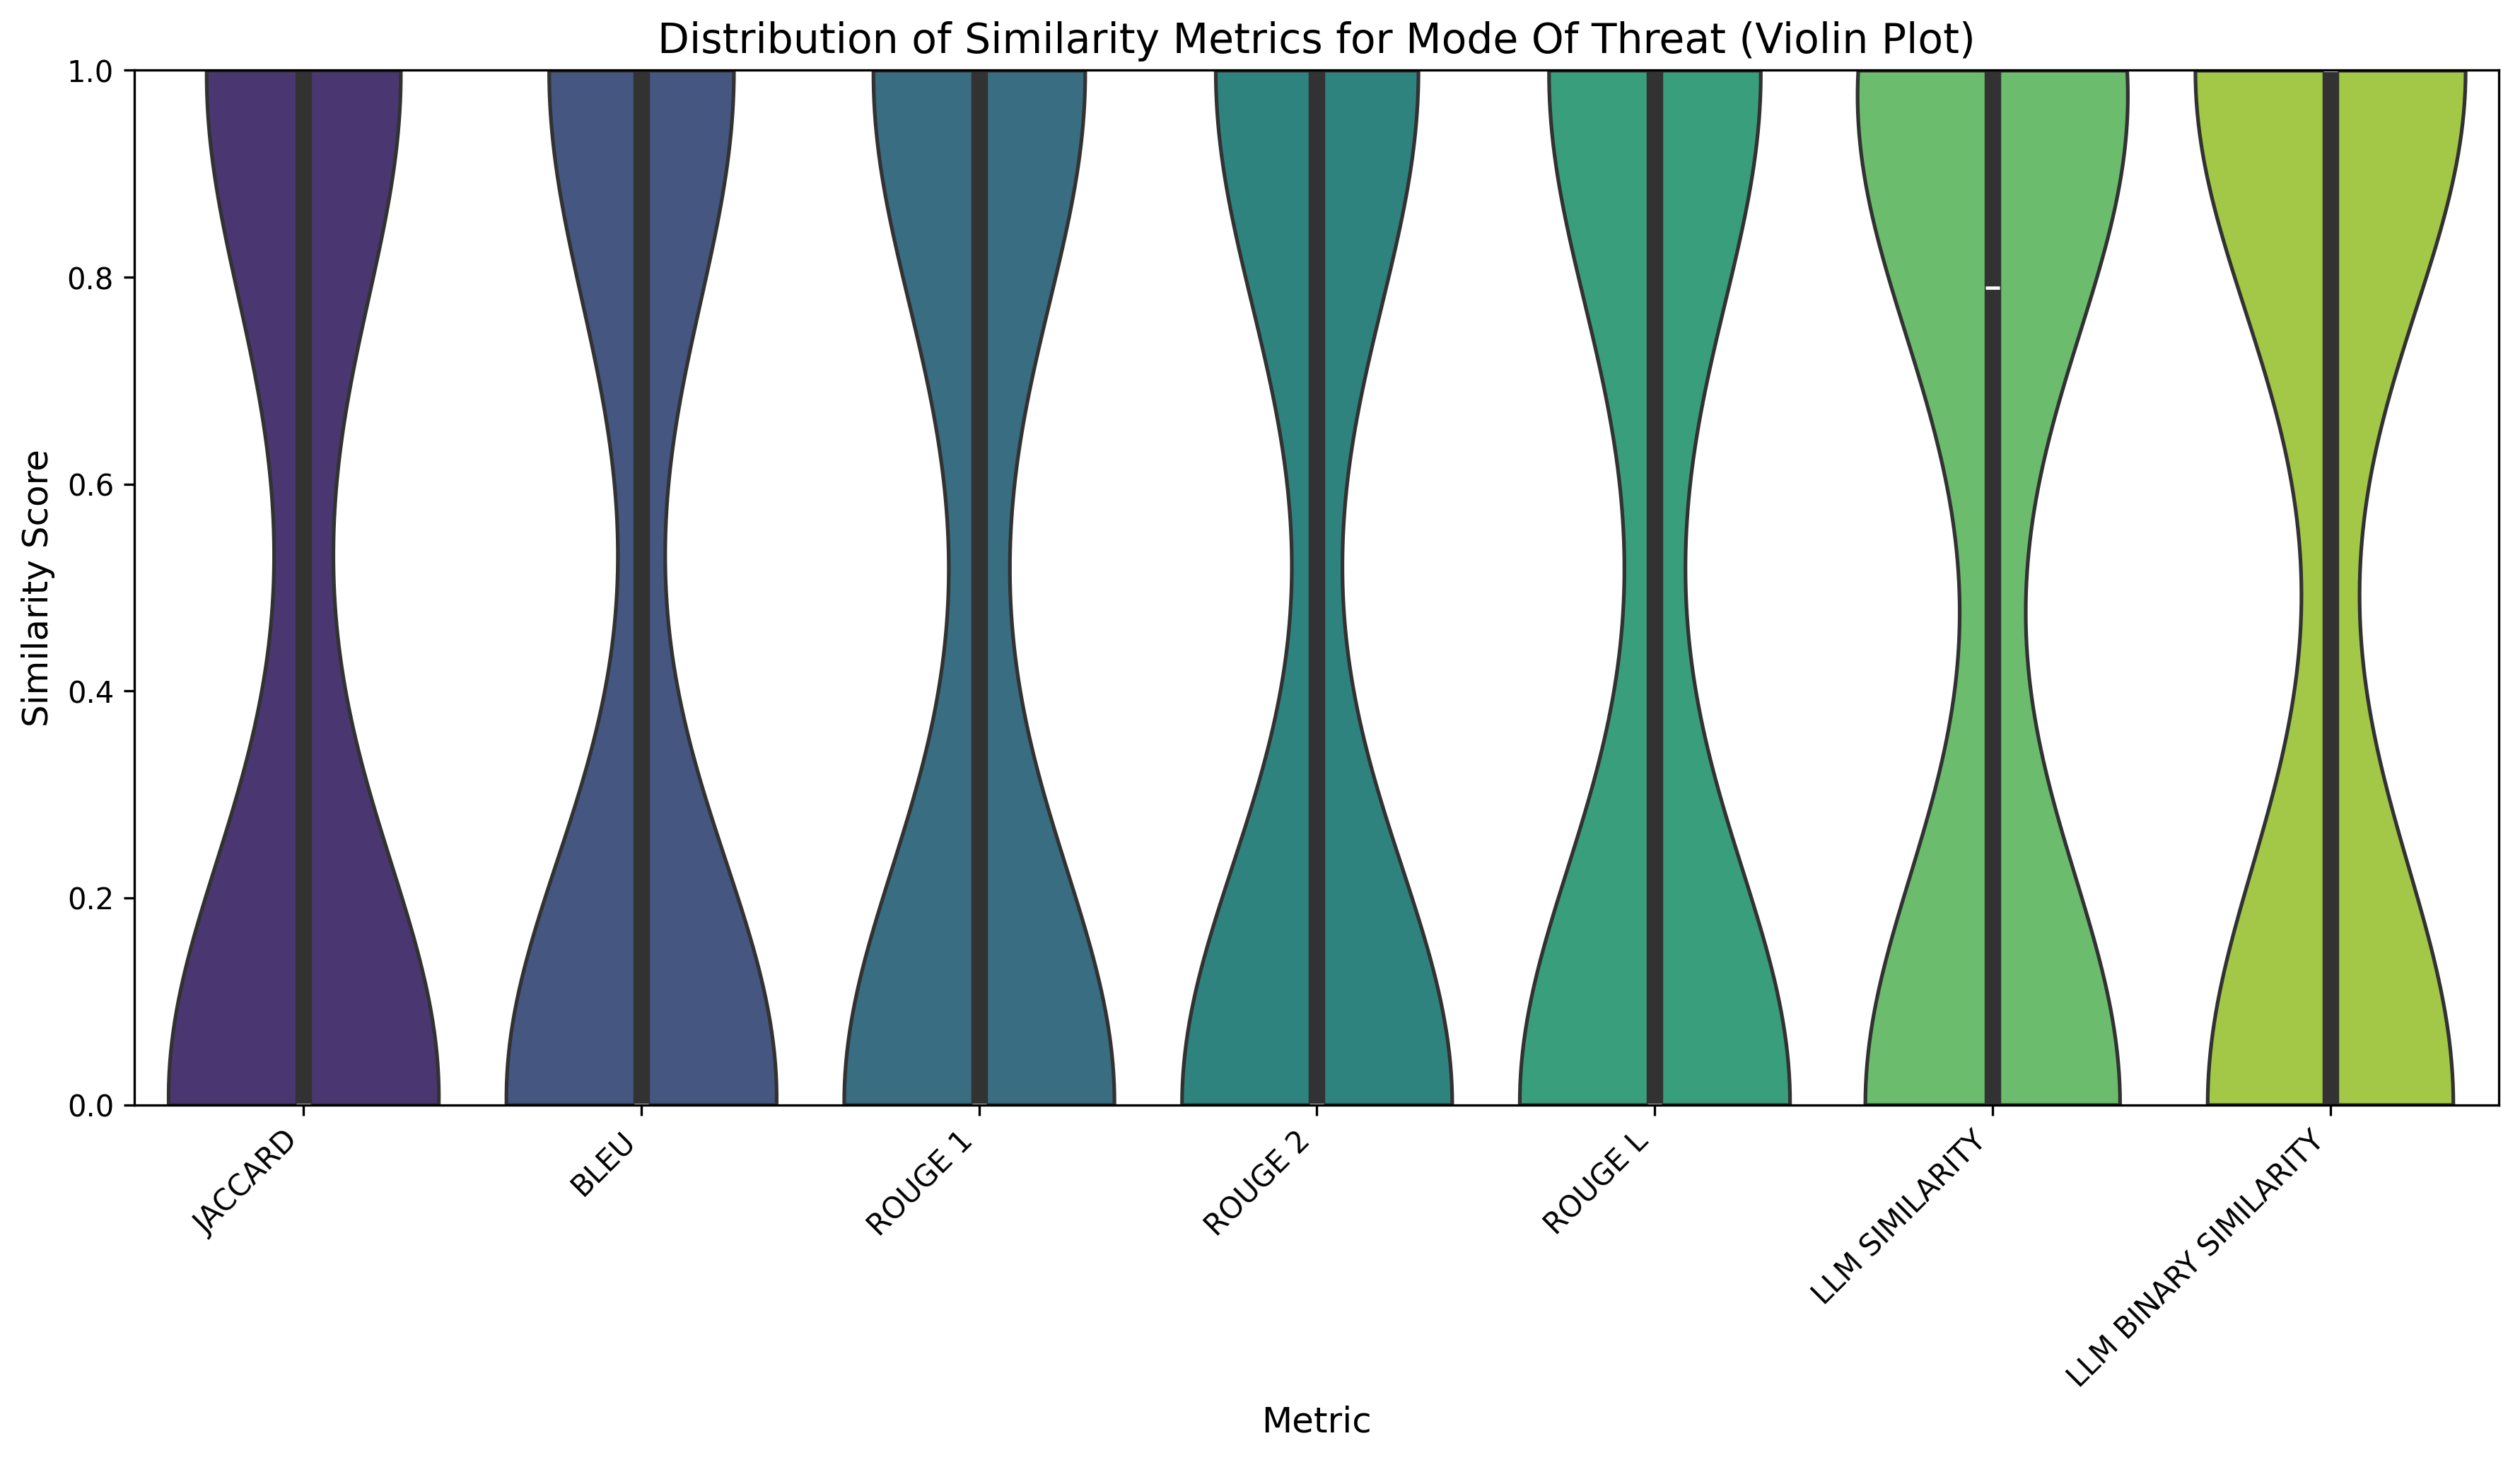 Distribution of Similarity Metrics for Mode Of Threat (Violin Plot)
Similarity Score
1.0
0.8
0.6
0.4
0.2
0.0
JACCARD
BLEU
ROUGE 1
ROUGE 2
ROUGE L
LLM SIMILARITY
LLM BINARY SIMILARITY
Metric